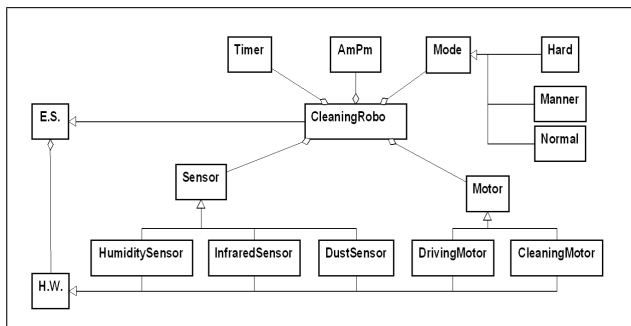 Timer
AmPm
Mode
Hard
Manner
Normal
E.S.
CleaningRobo
Sensor
Motor
HumiditySensor
InfraredSensor
DustSensor
DrivingMotor
CleaningMotor
H.W.